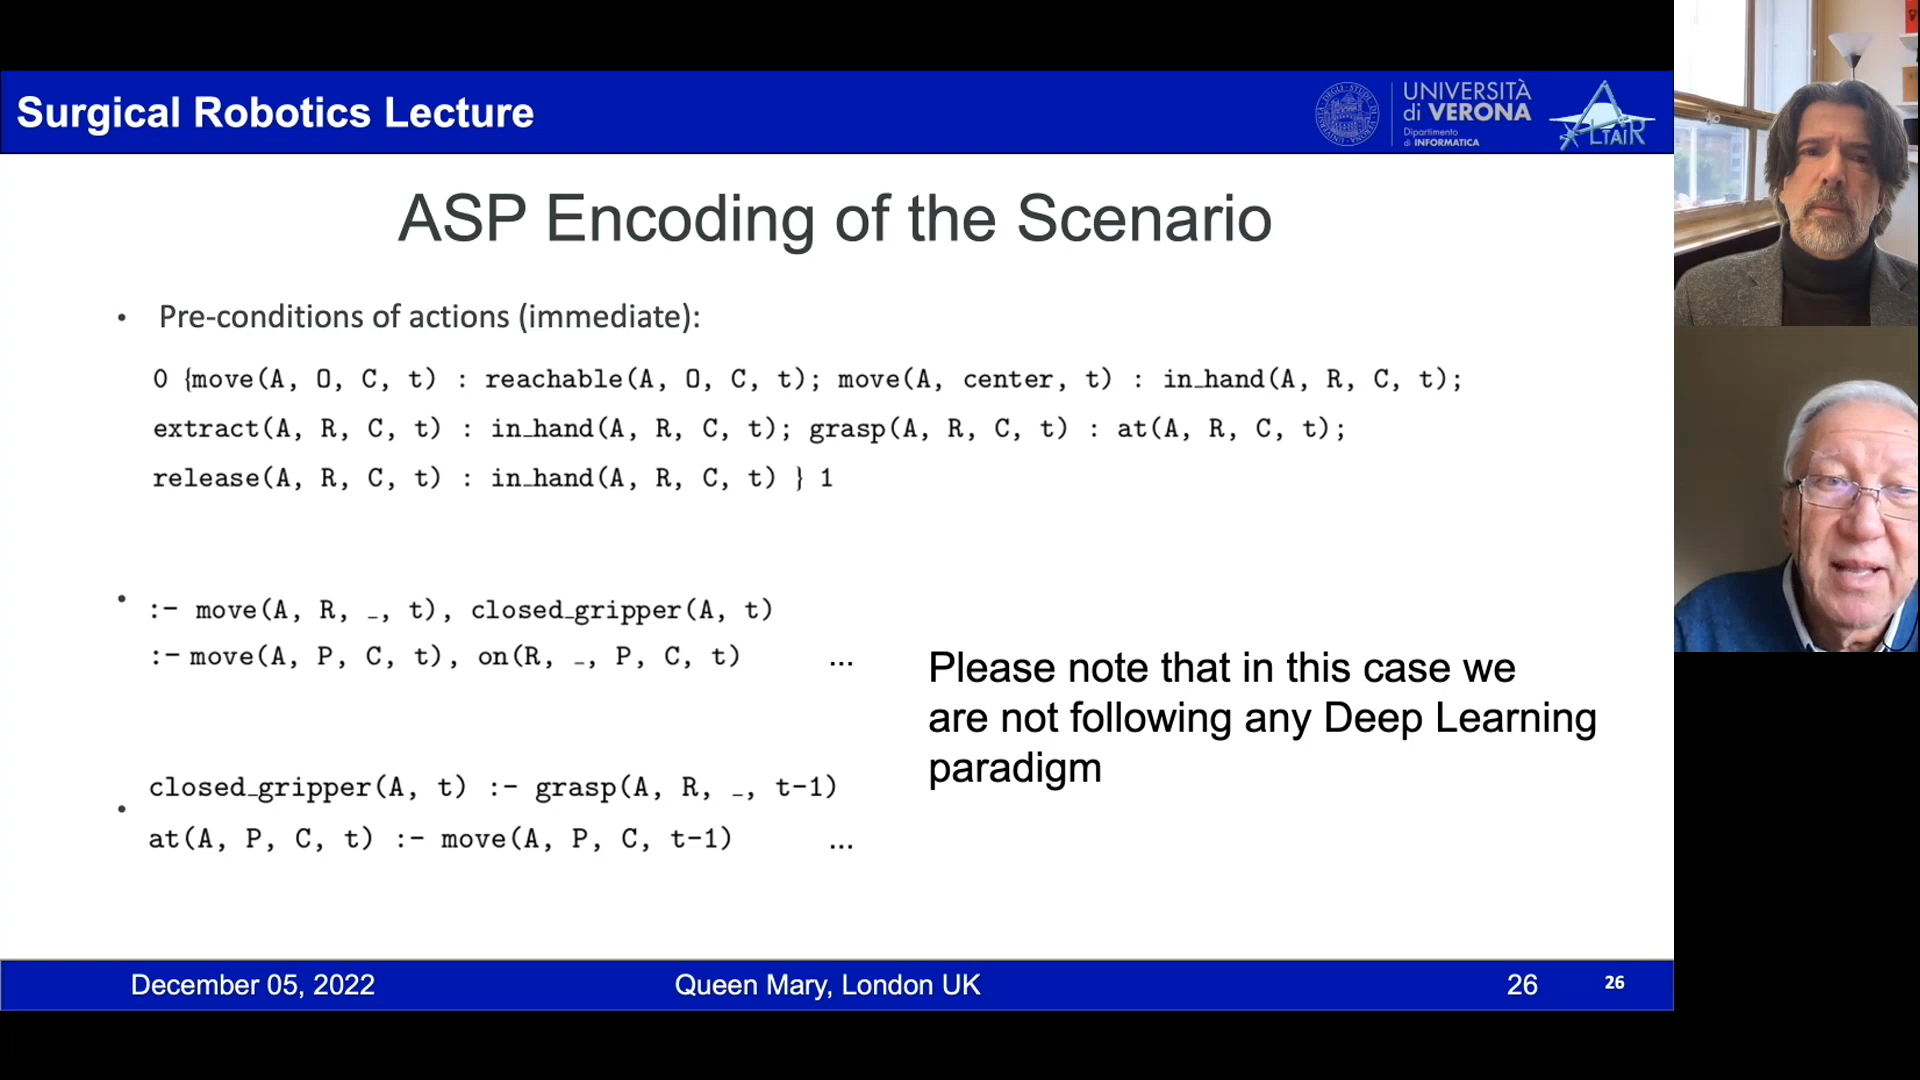 Surgical Robotics Lecture
UNIVERSITÀ
di VERONA
Dipartimento
di INFORMATICA
ALTAIR
ASP Encoding of the Scenario
• Pre-conditions of actions (immediate):
0 {move(A, O, C, t) : reachable(A, O, C, t); move(A, center, t) : in_hand(A, R, C, t);
extract(A, R, C, t) : in_hand(A, R, C, t); grasp(A, R, C, t) : at(A, R, C, t);
release(A, R, C, t) : in_hand(A, R, C, t) } 1
• :- move(A, R, _, t), closed_gripper(A, t)
:- move(A, P, C, t), on(R, _, P, C, t) ...
Please note that in this case we
are not following any Deep Learning
paradigm
• closed_gripper(A, t) :- grasp(A, R, _, t-1)
at(A, P, C, t) :- move(A, P, C, t-1) ...
December 05, 2022
Queen Mary, London UK
26
26